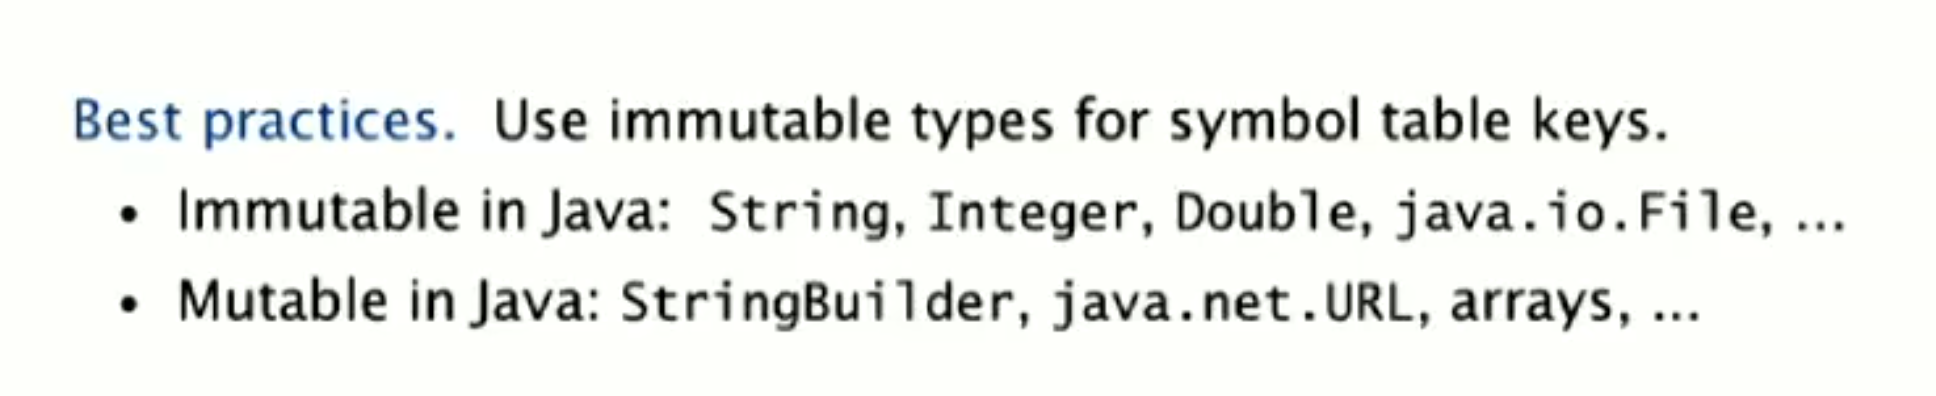 Best practices. Use immutable types for symbol table keys.
• Immutable in Java: String, Integer, Double, java.io.File, ...
• Mutable in Java: StringBuilder, java.net.URL, arrays, ...